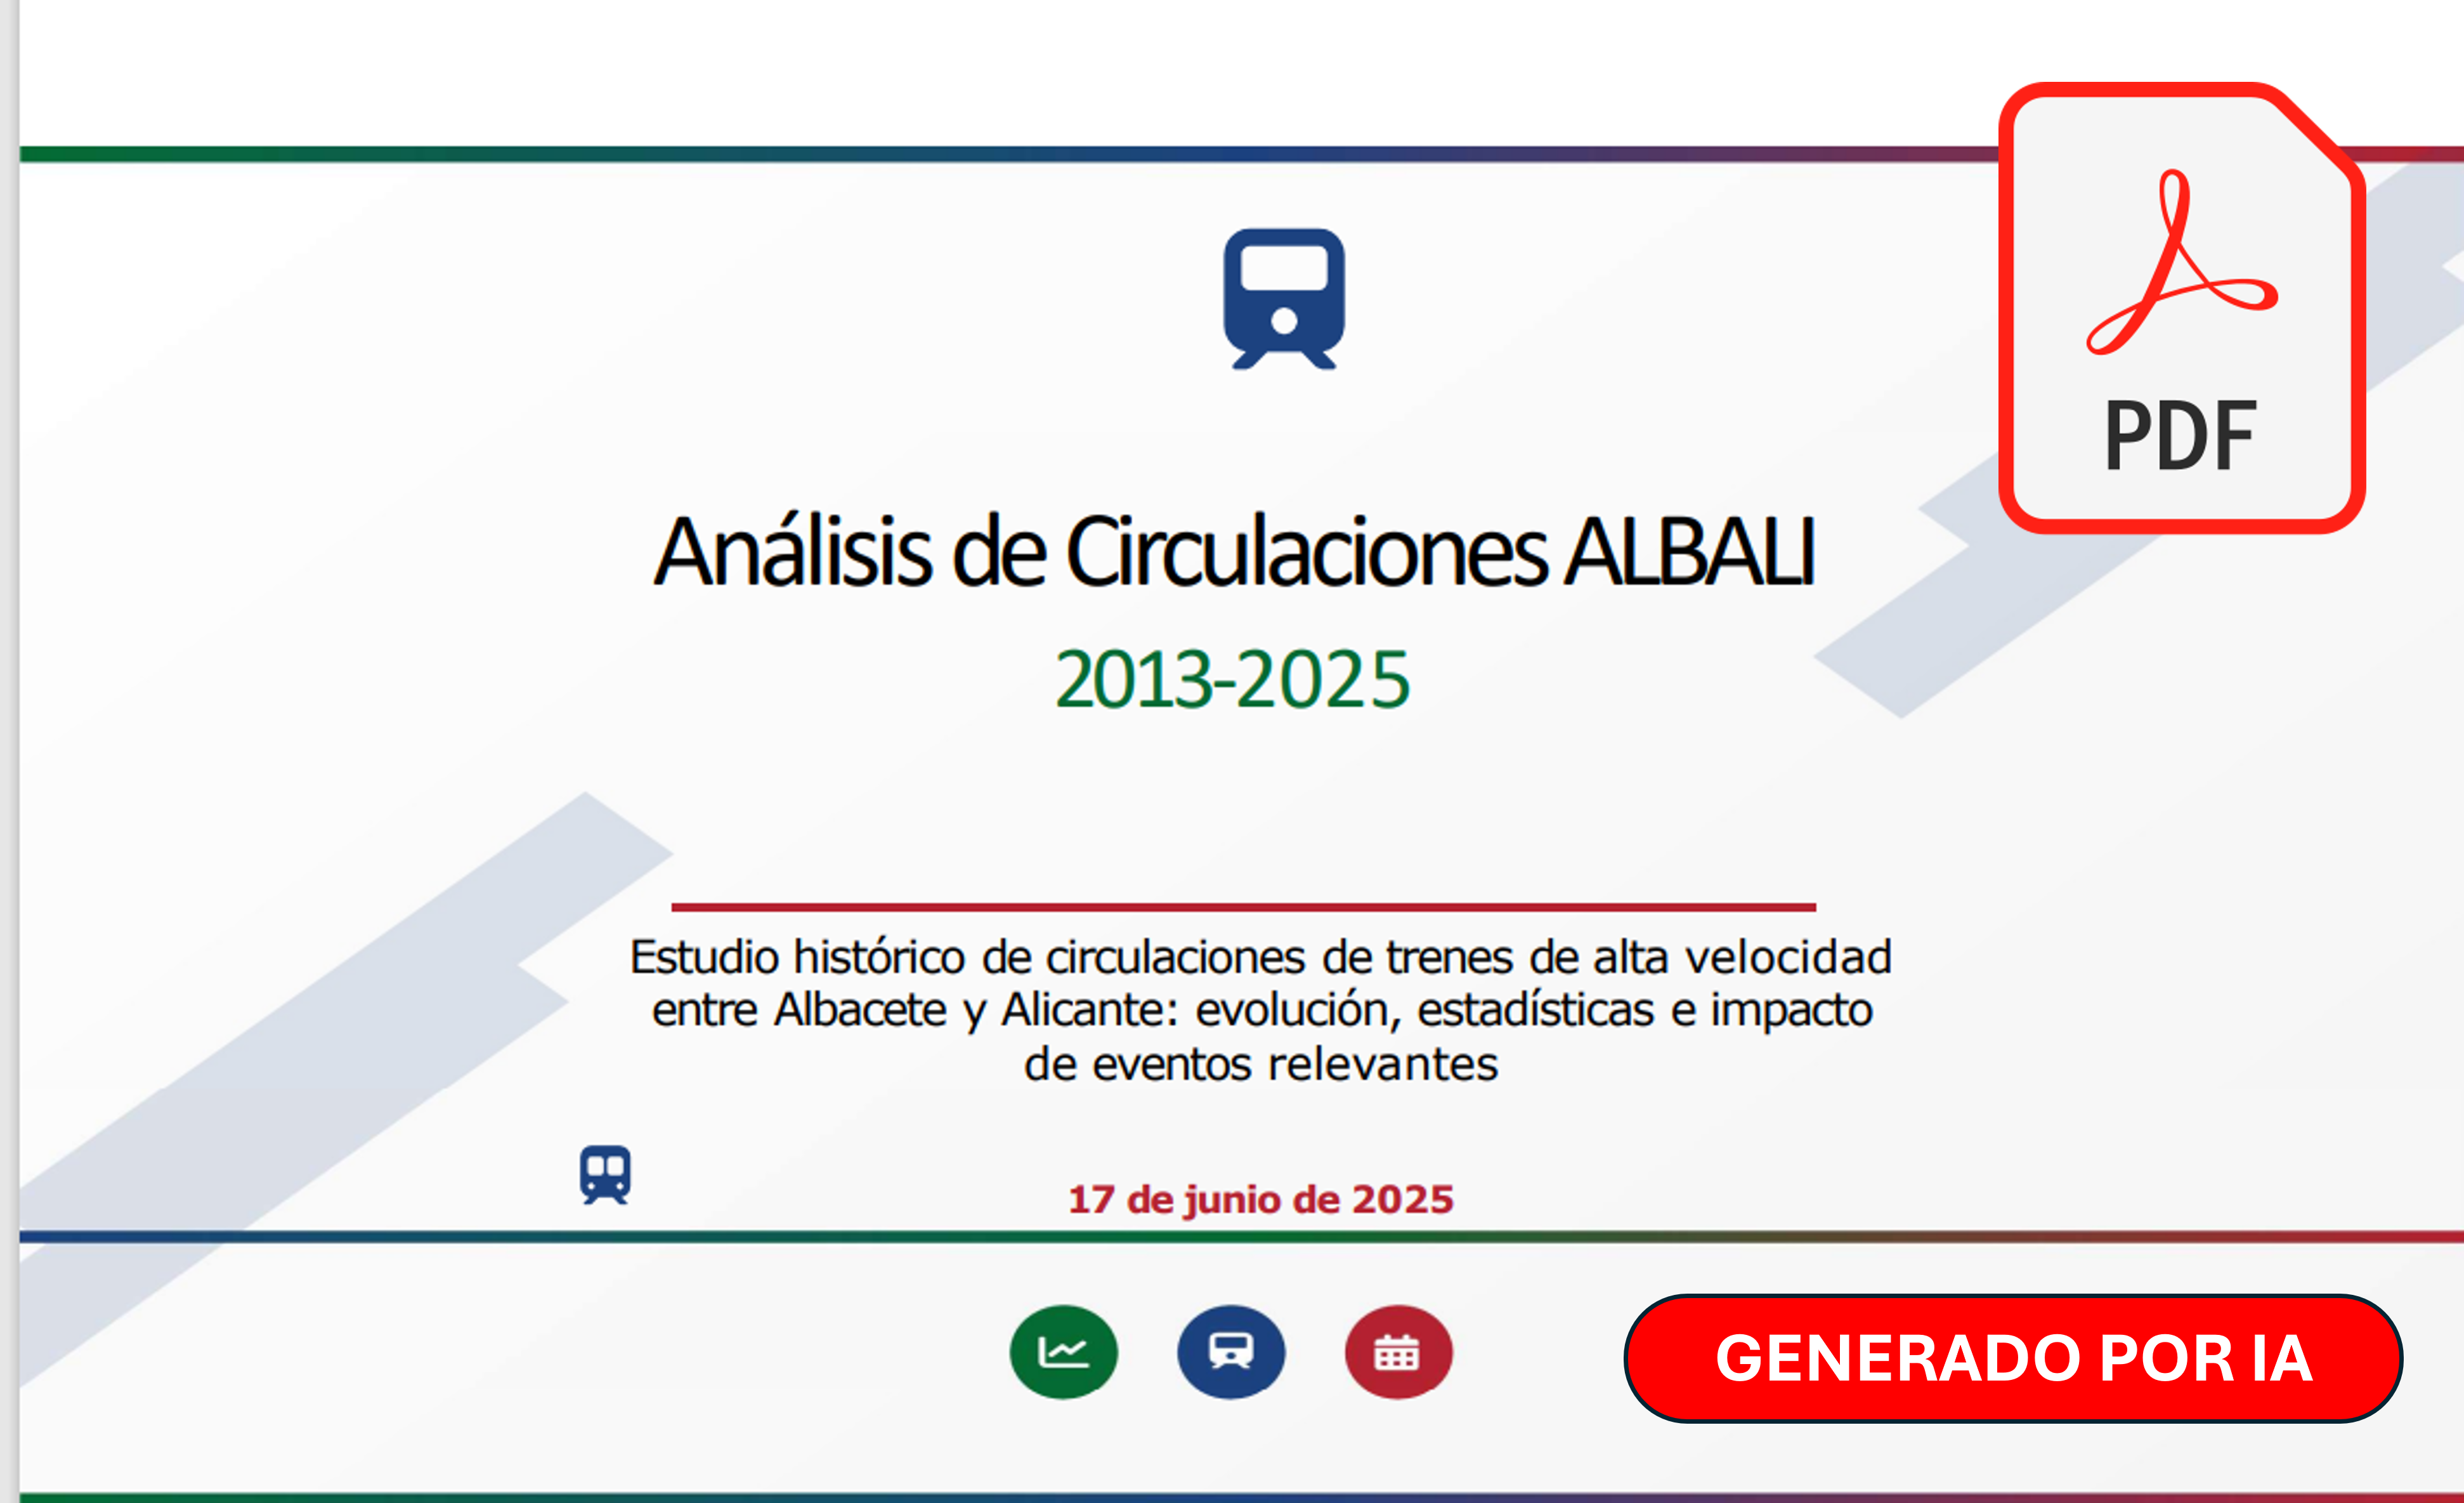 PDF
Análisis de Circulaciones ALBALI
2013-2025
Estudio histórico de circulaciones de trenes de alta velocidad
entre Albacete y Alicante: evolución, estadísticas e impacto
de eventos relevantes
17 de junio de 2025
GENERADO POR IA